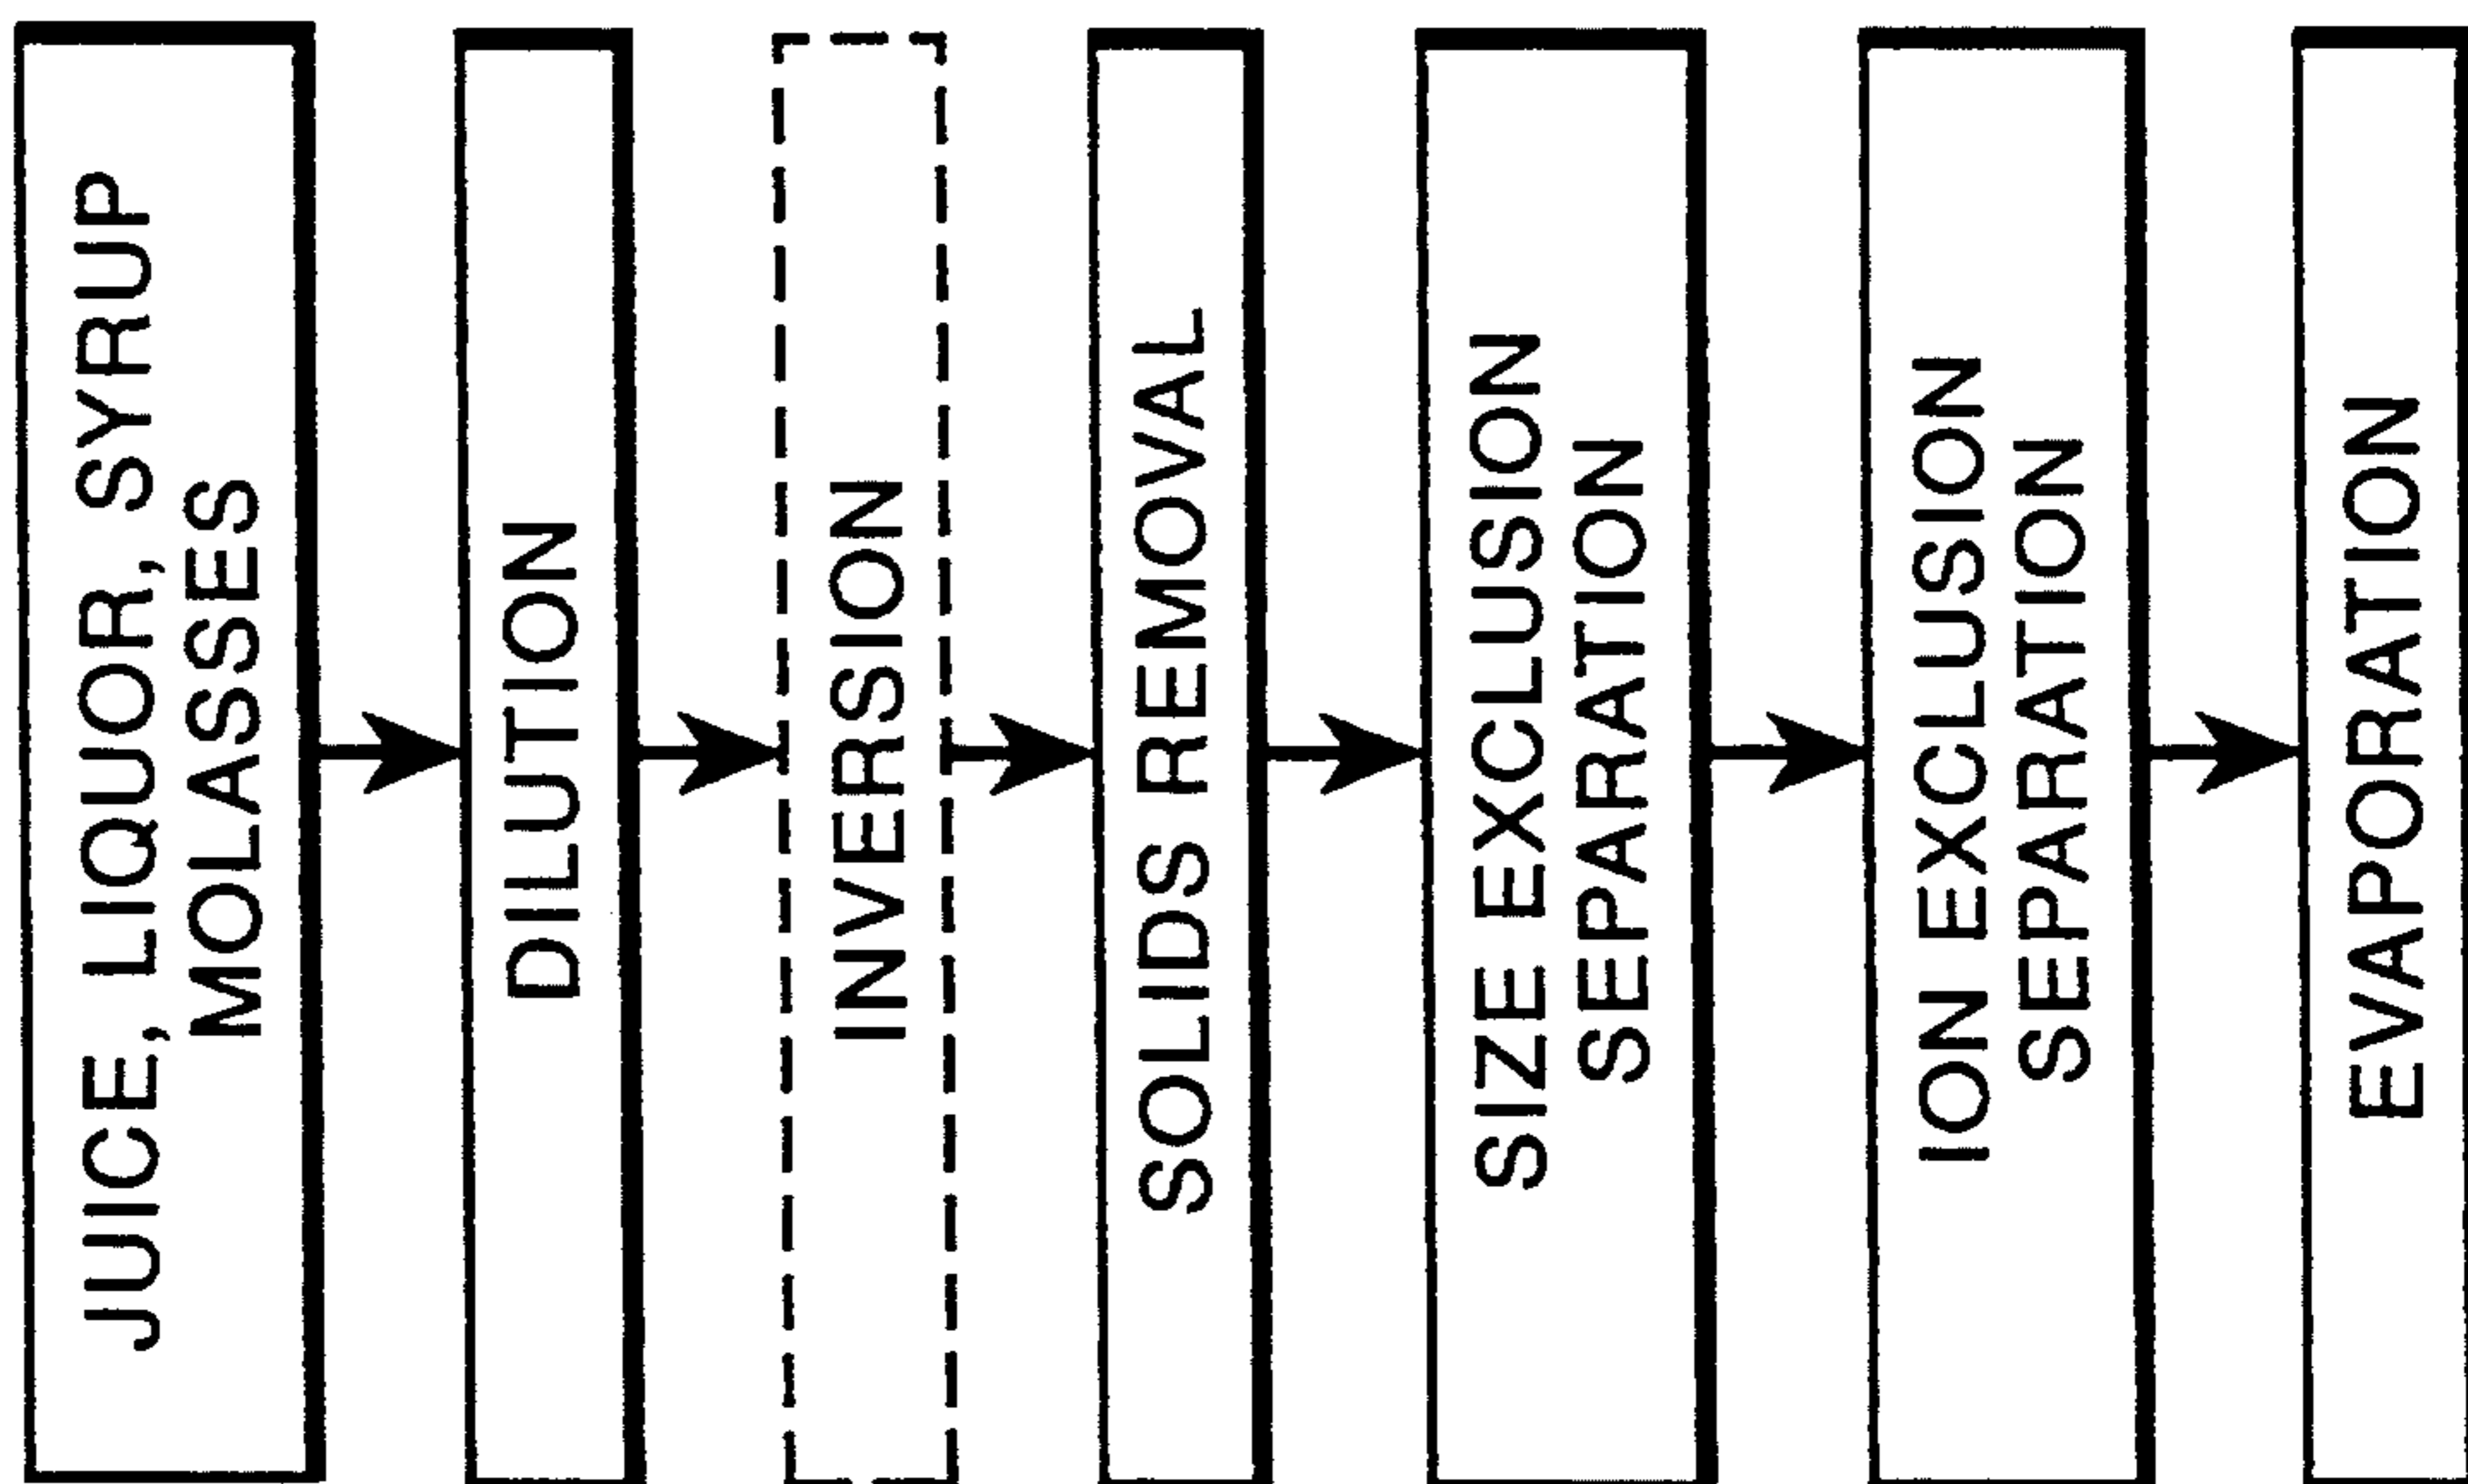 JUICE, LIQUOR, SYRUP
MOLASSES
DILUTION
INVERSION
SOLIDS REMOVAL
SIZE EXCLUSION
SEPARATION
ION EXCLUSION
SEPARATION
EVAPORATION